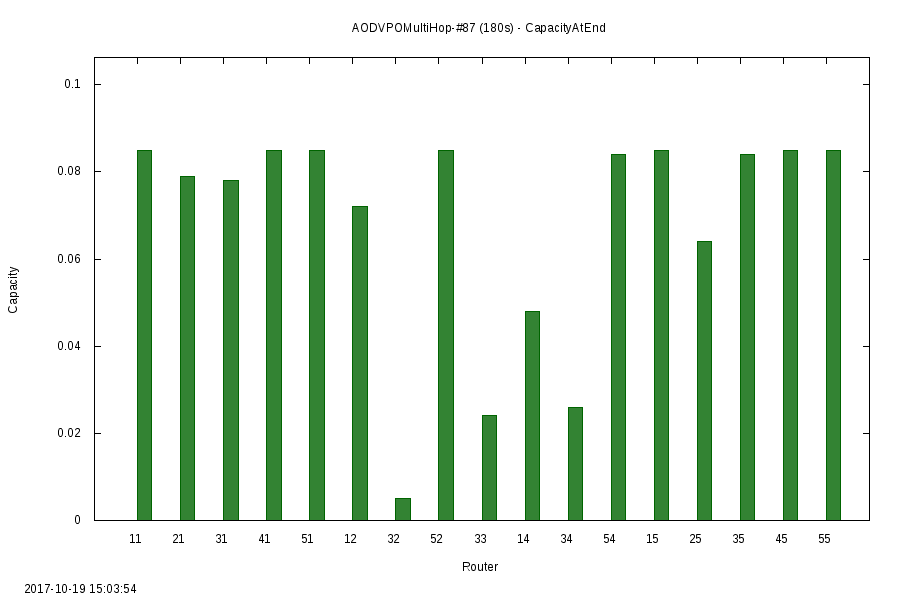 AODVPOMultiHop-#87 (180s) - CapacityAtEnd
0.1
0.08
0.06
0.04
0.02
0
Capacity
11 21 31 41 51 12 32 52 33 14 34 54 15 25 35 45 55
Router
2017-10-19 15:03:54